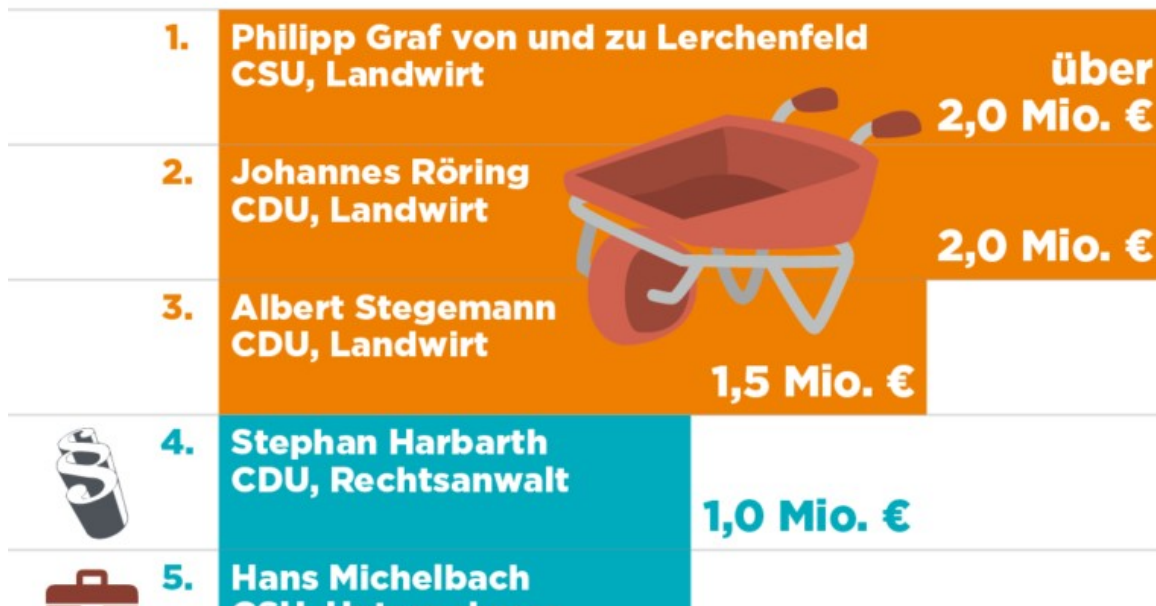 1.
Philipp Graf von und zu Lerchenfeld
CSU, Landwirt
über
2,0 Mio. €
2.
Johannes Röring
CDU, Landwirt
2,0 Mio. €
3.
Albert Stegemann
CDU, Landwirt
1,5 Mio. €
4.
Stephan Harbarth
CDU, Rechtsanwalt
1,0 Mio. €
5.
Hans Michelbach